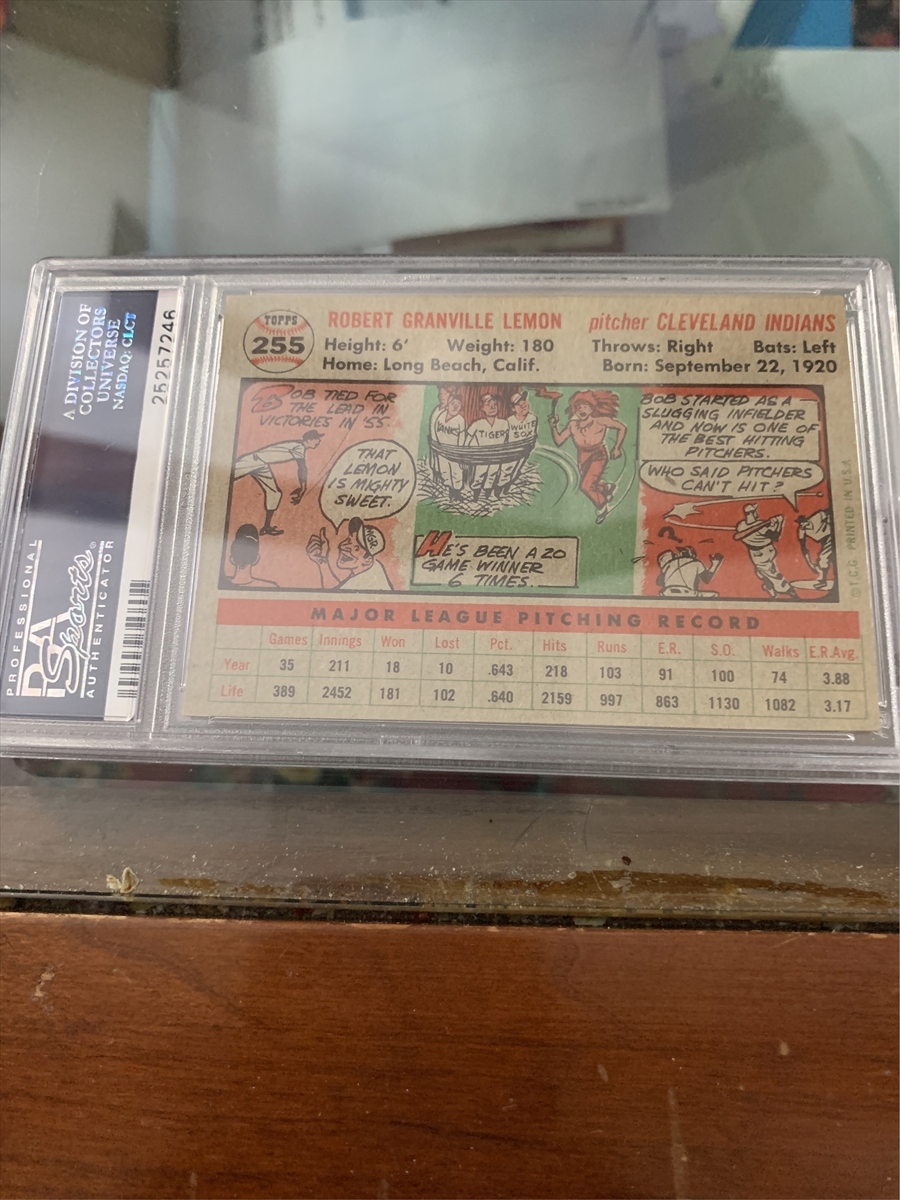 A DIVISION OF
COLLECTORS
UNIVERSE
NASDAQ: CLCT
25257246
PROFESSIONAL
PSA
Sports®
AUTHENTICATOR
TOPPS
255
ROBERT GRANVILLE LEMON pitcher CLEVELAND INDIANS
Height: 6' Weight: 180 Throws: Right Bats: Left
Home: Long Beach, Calif. Born: September 22, 1920
BOB TIED FOR
THE LEAD IN
VICTORIES IN '55.
THAT
LEMON
IS MIGHTY
SWEET.
YANKS
TIGERS
WHITE
SOX
HE'S BEEN A 20
GAME WINNER
6 TIMES.
BOB STARTED AS A
SLUGGING INFIELDER
AND NOW IS ONE OF
THE BEST HITTING
PITCHERS.
WHO SAID PITCHERS
CAN'T HIT?
© T.C.G. PRINTED IN U.S.A.
MAJOR LEAGUE PITCHING RECORD
Games Innings Won Lost Pct. Hits Runs E.R. S.O. Walks E.R.Avg.
Year 35 211 18 10 .643 218 103 91 100 74 3.88
Life 389 2452 181 102 .640 2159 997 863 1130 1082 3.17